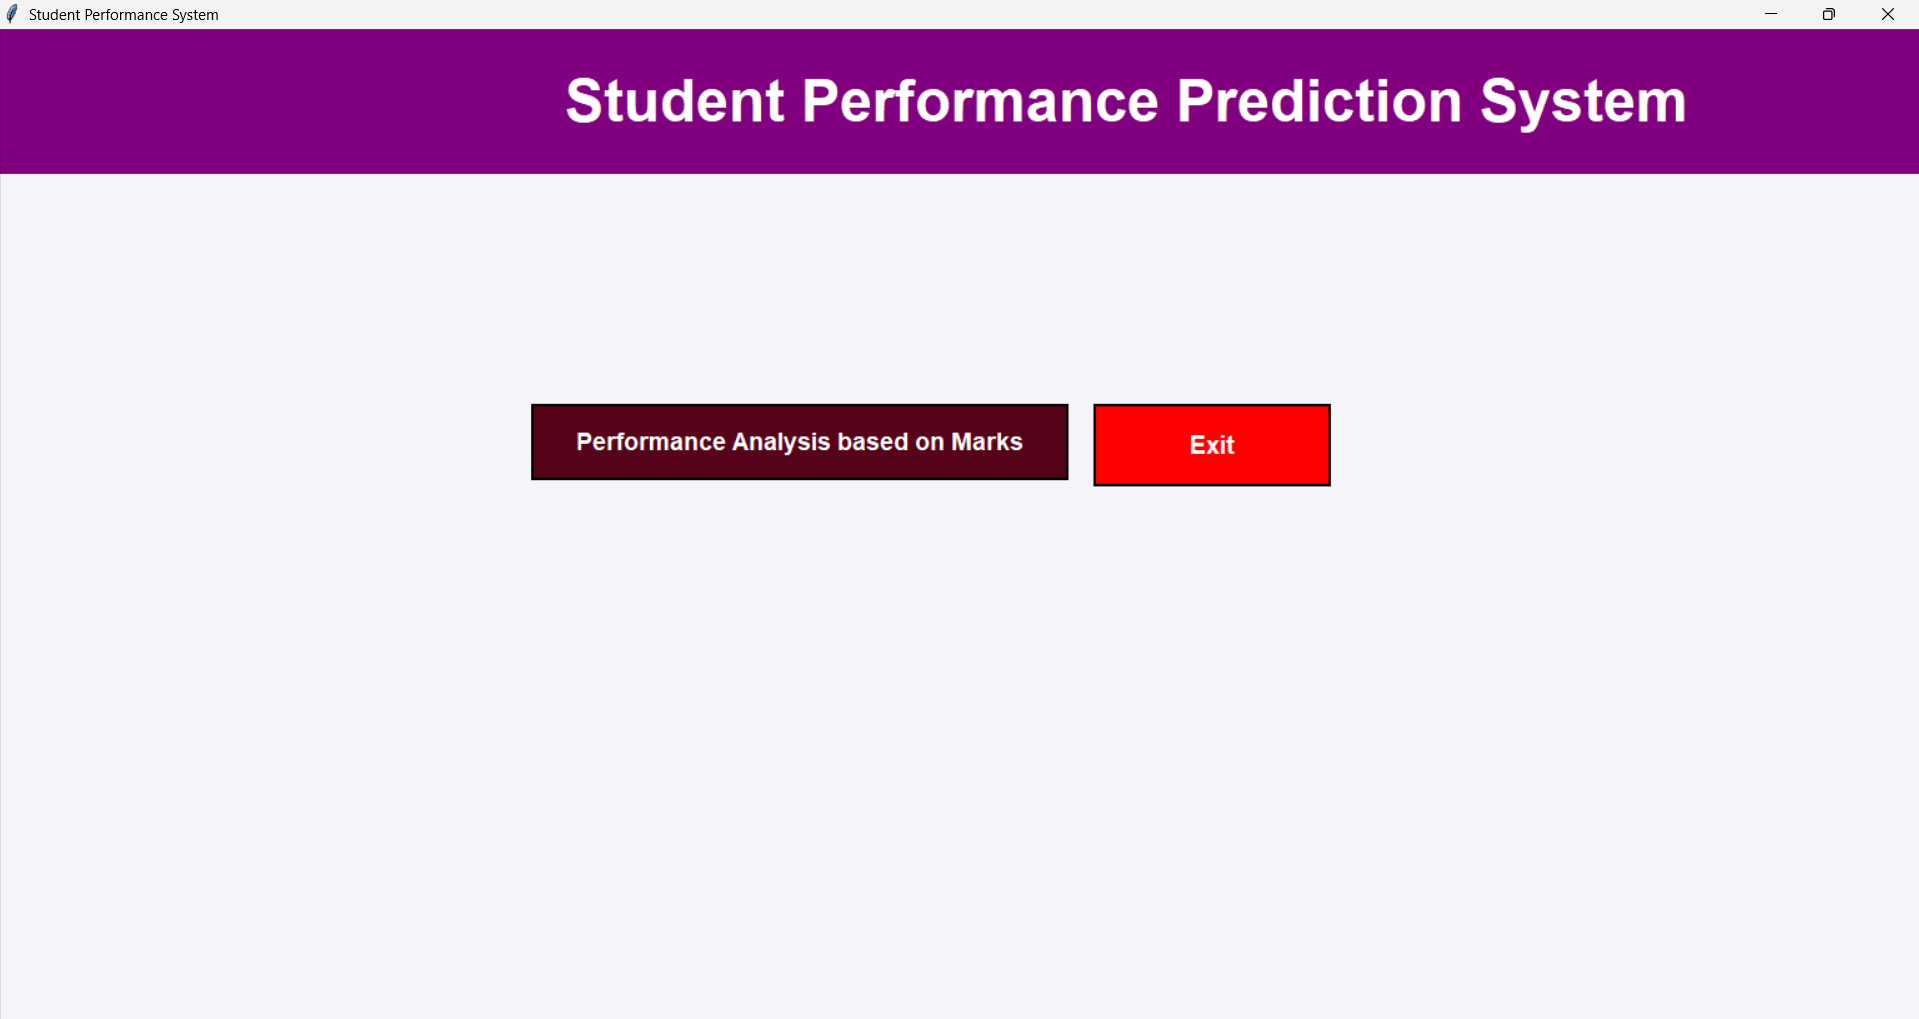 Student Performance System
Student Performance Prediction System
Performance Analysis based on Marks
Exit